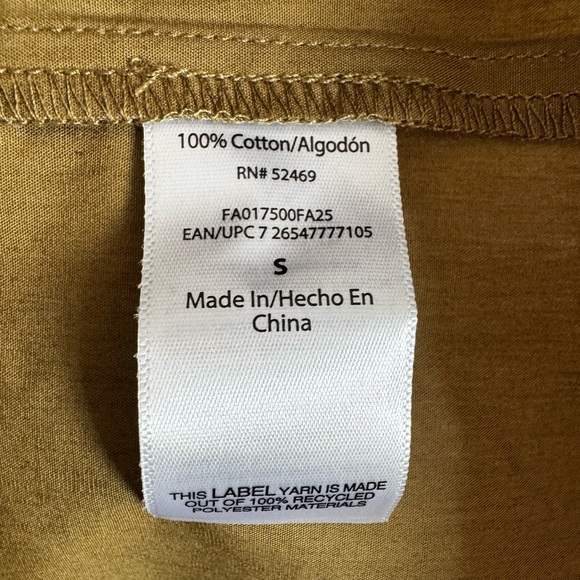 100% Cotton/Algodón
RN# 52469
FA017500FA25
EAN/UPC 7 26547777105
S
Made In/Hecho En
China
THIS LABEL YARN IS MADE
OUT OF 100% RECYCLED
POLYESTER MATERIALS